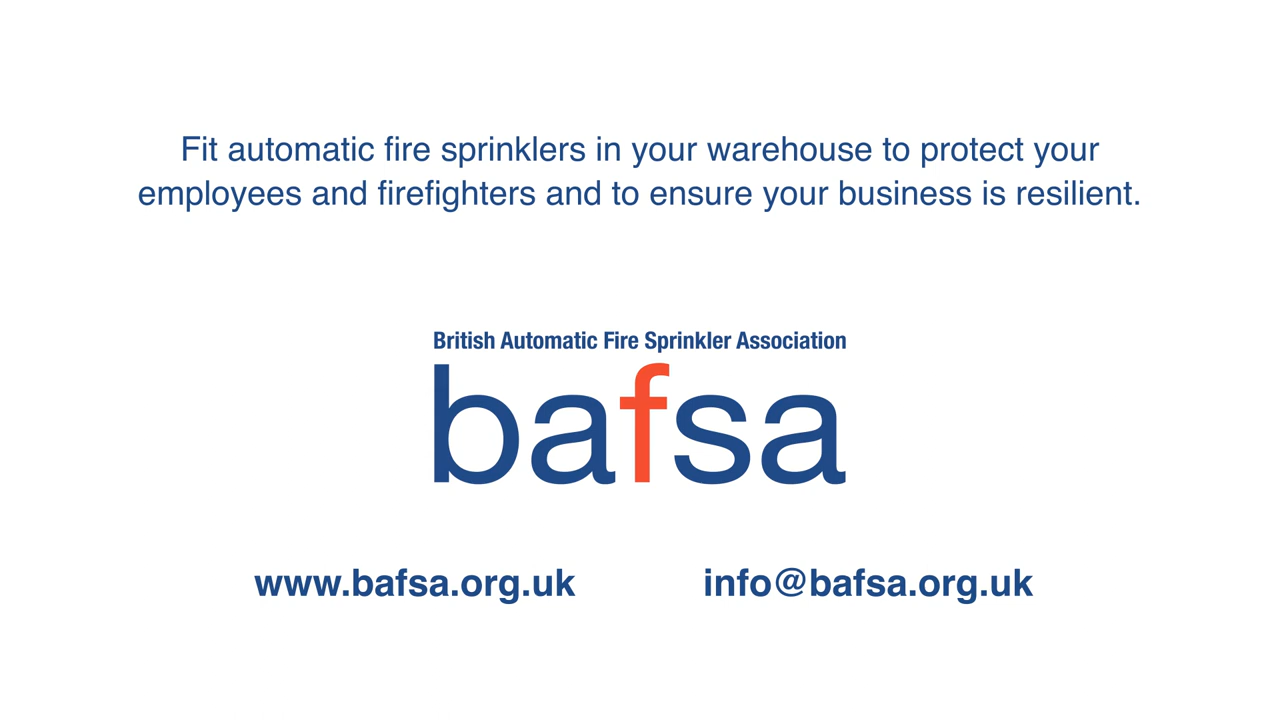 Fit automatic fire sprinklers in your warehouse to protect your
employees and firefighters and to ensure your business is resilient.
British Automatic Fire Sprinkler Association
bafsa
www.bafsa.org.uk info@bafsa.org.uk